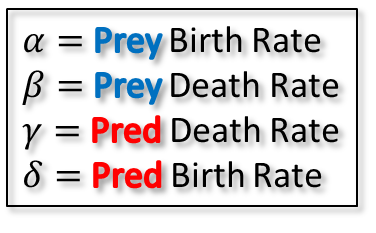 α = Prey Birth Rate
β = Prey Death Rate
γ = Pred Death Rate
δ = Pred Birth Rate